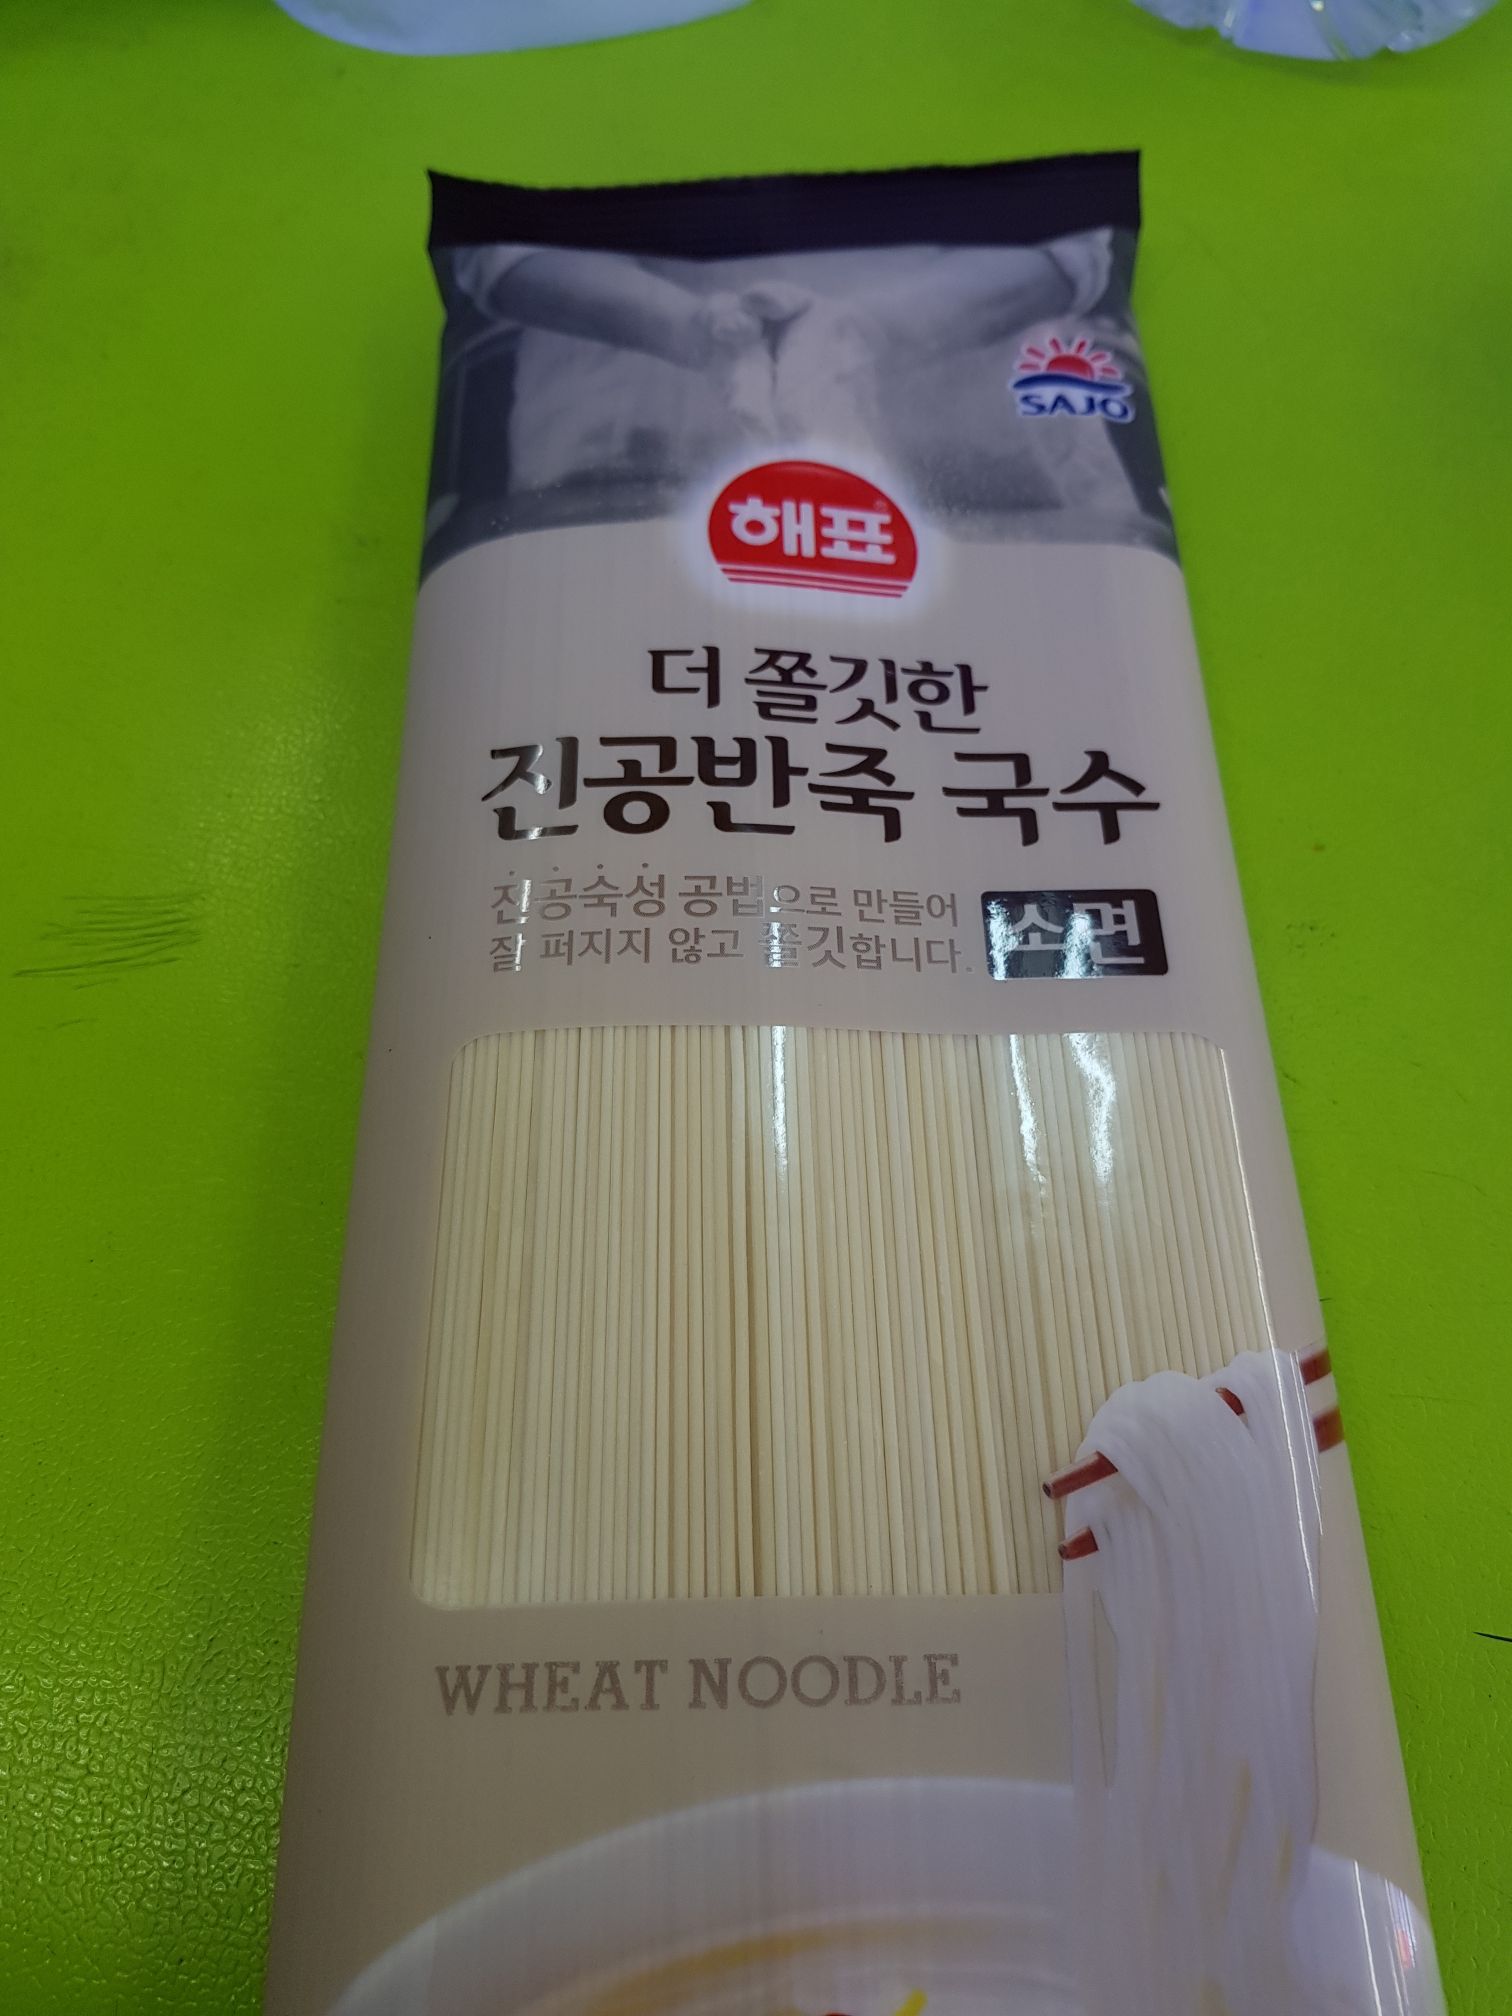 SAJO
해표
더 쫄깃한
진공반죽 국수
진공숙성 공법으로 만들어
잘 퍼지지 않고 쫄깃합니다.
소면
WHEAT NOODLE